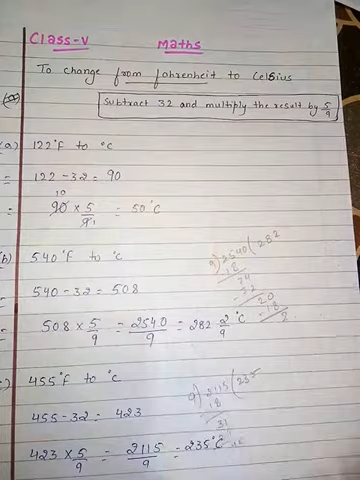 Class-V Maths
To change from fahrenheit to Celsius
subtract 32 and multiply the result by 5/9
(a) 122°F to °C
= 122 - 32 = 90
= 90 10 × 5/9 1 = 50°C
(b) 540°F to °C
9) 2540 ( 282
18
74
- 72
20
- 18
2
540 - 32 = 508
= 508 × 5/9 = 2540/9 = 282 2/9 °C
455°F to °C
455 - 32 = 423
( 235
18
31
423 × 5/9 = 2115/9 = 235°C